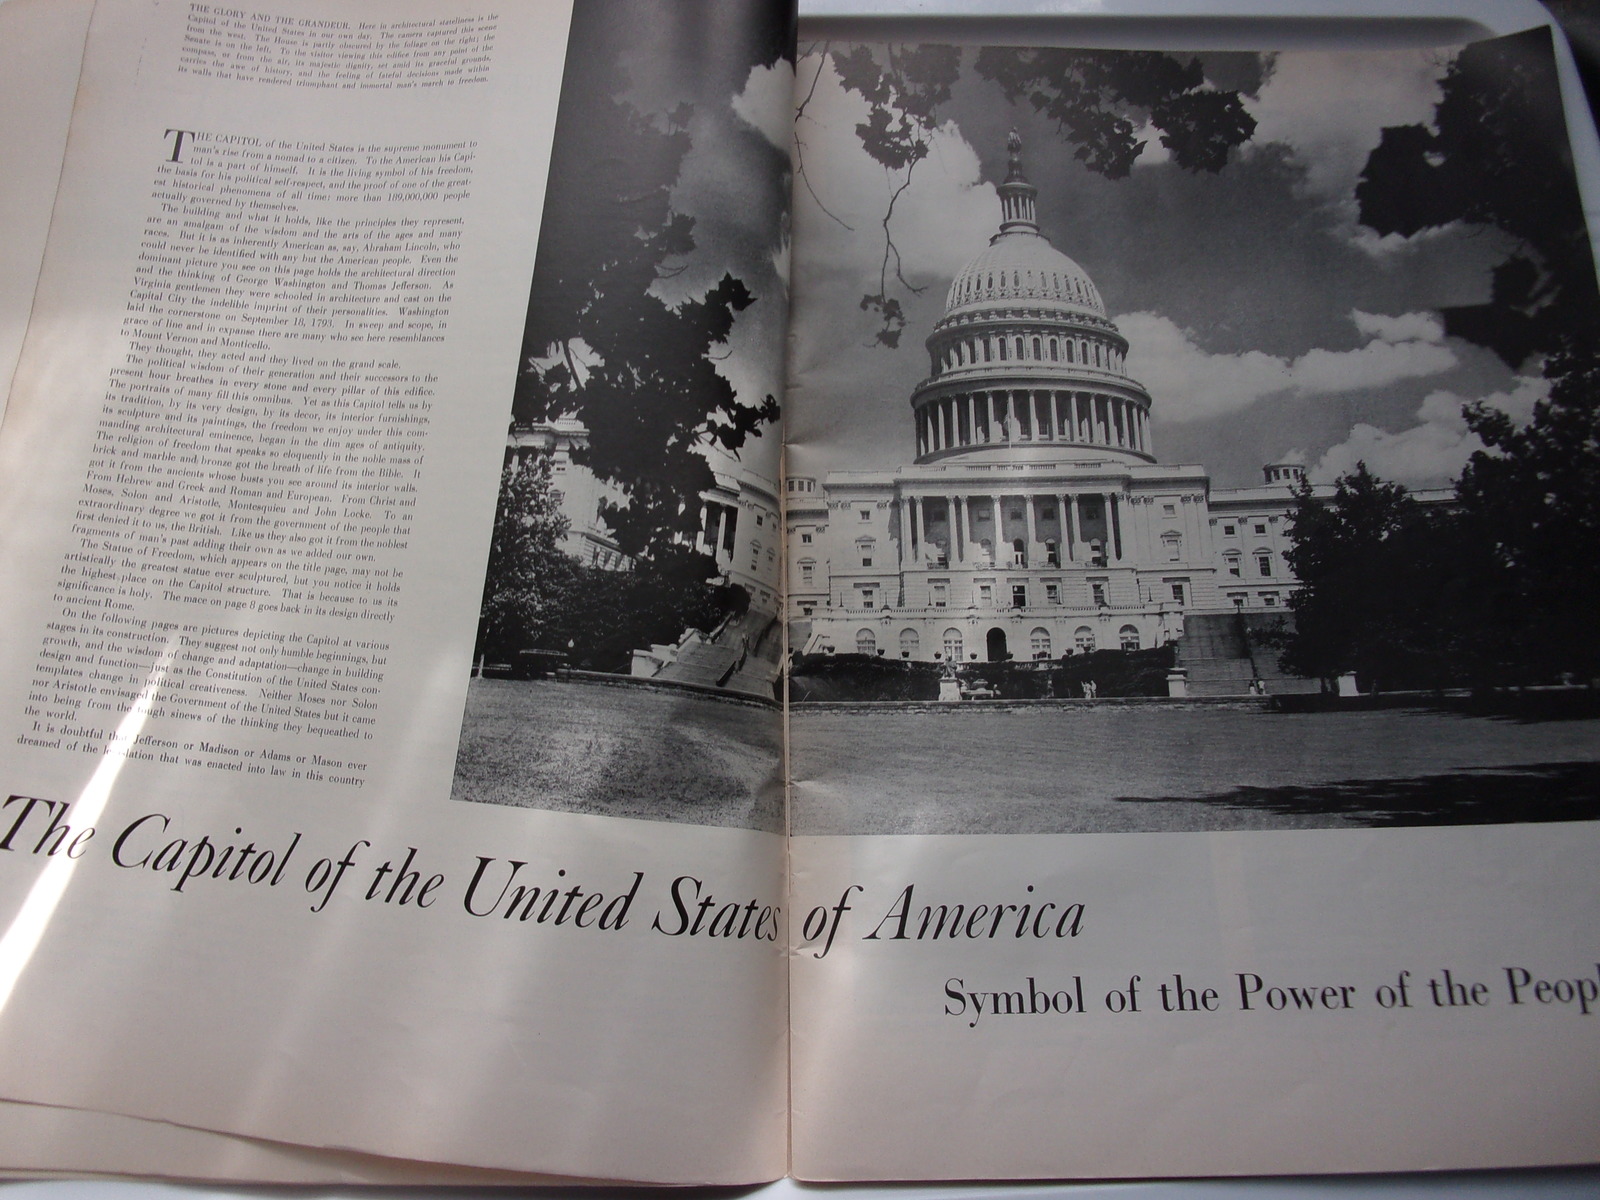 THE GLORY AND THE GRANDEUR. Here in architectural stateliness is the
Capitol of the United States in our own day. The camera captured this scene
from the west. The House is partly obscured by the foliage on the right; the
Senate is on the left. To the visitor viewing this edifice from any point of the
compass, or from the air, its majestic dignity, set amid its graceful grounds,
carries the awe of history, and the feeling of fateful decisions made within
its walls that have rendered triumphant and immortal man's march to freedom.
THE CAPITOL of the United States is the supreme monument to
man's rise from a nomad to a citizen. To the American his Capi-
tol is a part of himself. It is the living symbol of his freedom,
the basis for his political self-respect, and the proof of one of the great-
est historical phenomena of all time: more than 189,000,000 people
actually governed by themselves.
The building and what it holds, like the principles they represent,
are an amalgam of the wisdom and the arts of the ages and many
races. But it is as inherently American as, say, Abraham Lincoln, who
could never be identified with any but the American people. Even the
dominant picture you see on this page holds the architectural direction
and the thinking of George Washington and Thomas Jefferson. As
Virginia gentlemen they were schooled in architecture and cast on the
Capital City the indelible imprint of their personalities. Washington
laid the cornerstone on September 18, 1793. In sweep and scope, in
grace of line and in expanse there are many who see here resemblances
to Mount Vernon and Monticello.
They thought, they acted and they lived on the grand scale.
The political wisdom of their generation and their successors to the
present hour breathes in every stone and every pillar of this edifice.
The portraits of many fill this omnibus. Yet as this Capitol tells us by
its tradition, by its very design, by its decor, its interior furnishings,
its sculpture and its paintings, the freedom we enjoy under this com-
manding architectural eminence, began in the dim ages of antiquity.
The religion of freedom that speaks so eloquently in the noble mass of
brick and marble and bronze got the breath of life from the Bible. It
got it from the ancients whose busts you see around its interior walls.
From Hebrew and Greek and Roman and European. From Christ and
Moses, Solon and Aristotle, Montesquieu and John Locke. To an
extraordinary degree we got it from the government of the people that
first denied it to us, the British. Like us they also got it from the noblest
fragments of man's past adding their own as we added our own.
The Statue of Freedom, which appears on the title page, may not be
artistically the greatest statue ever sculptured, but you notice it holds
the highest place on the Capitol structure. That is because to us its
significance is holy. The mace on page 8 goes back in its design directly
to ancient Rome.
On the following pages are pictures depicting the Capitol at various
stages in its construction. They suggest not only humble beginnings, but
growth, and the wisdom of change and adaptation—change in building
design and function—just as the Constitution of the United States con-
templates change in political creativeness. Neither Moses nor Solon
nor Aristotle envisaged the Government of the United States but it came
into being from the tough sinews of the thinking they bequeathed to
the world.
It is doubtful that Jefferson or Madison or Adams or Mason ever
dreamed of the legislation that was enacted into law in this country
The Capitol of the United States of America
Symbol of the Power of the Peop